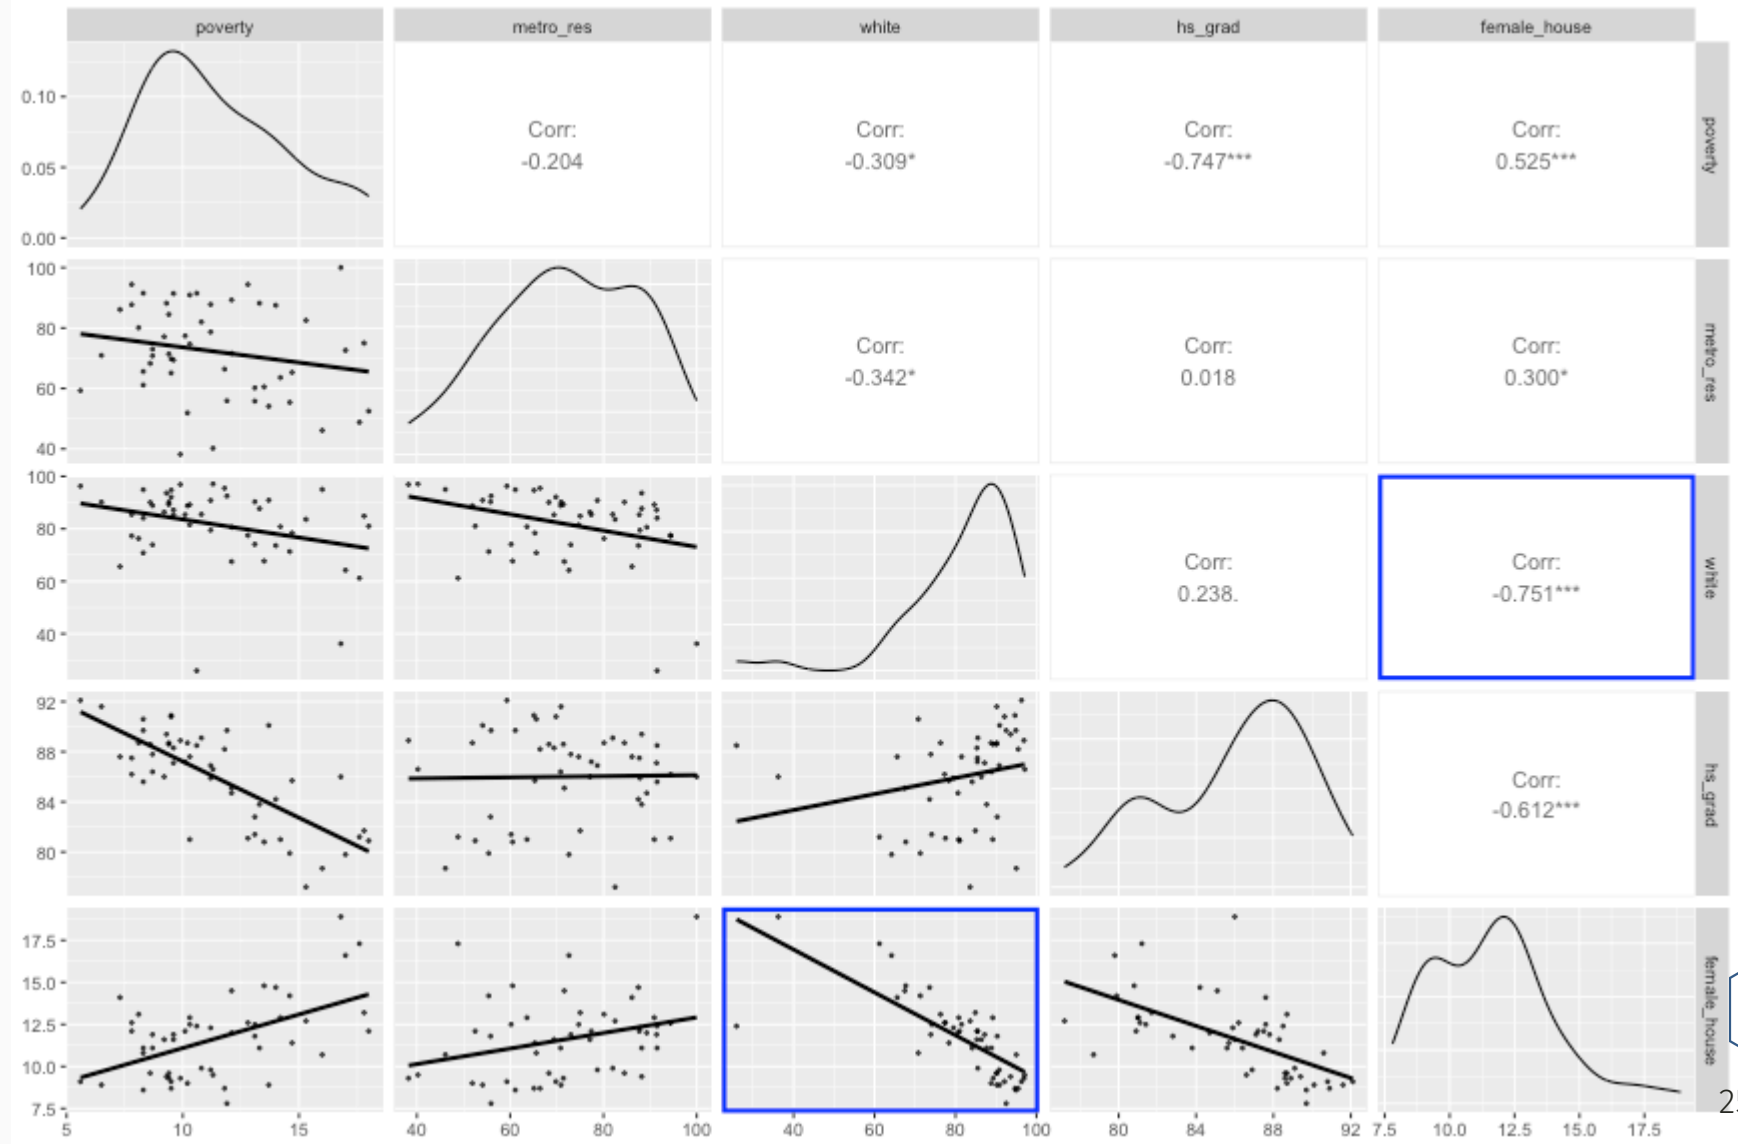 poverty metro_res white hs_grad female_house
0.10
0.05
0.00
Corr:
-0.204
Corr:
-0.309*
Corr:
-0.747***
Corr:
0.525***
poverty
100
80
60
40
Corr:
-0.342*
Corr:
0.018
Corr:
0.300*
metro_res
100
80
60
40
Corr:
0.238.
Corr:
-0.751***
white
92
88
84
80
Corr:
-0.612***
hs_grad
17.5
15.0
12.5
10.0
7.5
female_house
5 10 15 40 60 80 100 40 60 80 100 80 84 88 92 7.5 10.0 12.5 15.0 17.5